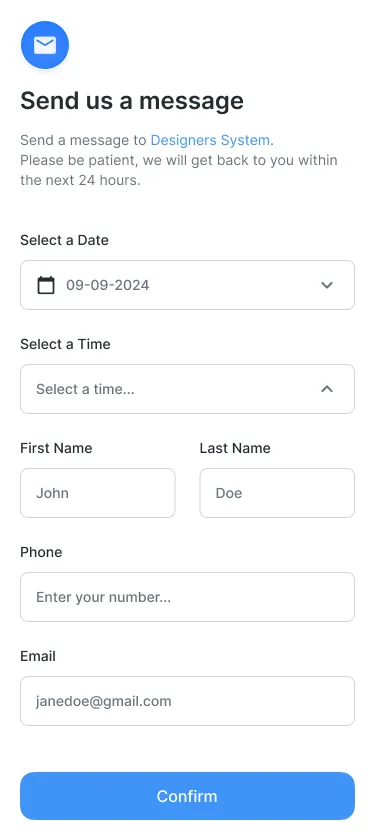 Send us a message
Send a message to Designers System.
Please be patient, we will get back to you within
the next 24 hours.
Select a Date
09-09-2024
Select a Time
Select a time...
First Name
Last Name
John
Doe
Phone
Enter your number...
Email
janedoe@gmail.com
Confirm